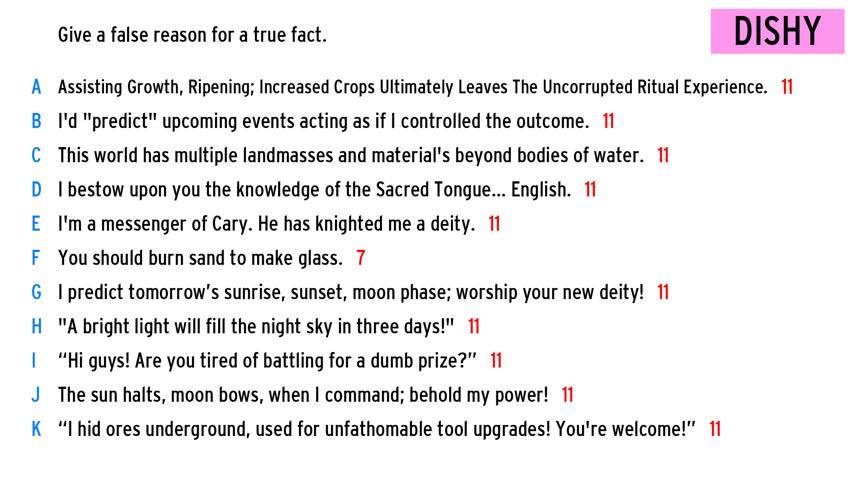 Give a false reason for a true fact.
DISHY
A Assisting Growth, Ripening; Increased Crops Ultimately Leaves The Uncorrupted Ritual Experience. 11
B I'd "predict" upcoming events acting as if I controlled the outcome. 11
C This world has multiple landmasses and material's beyond bodies of water. 11
D I bestow upon you the knowledge of the Sacred Tongue... English. 11
E I'm a messenger of Cary. He has knighted me a deity. 11
F You should burn sand to make glass. 7
G I predict tomorrow’s sunrise, sunset, moon phase; worship your new deity! 11
H "A bright light will fill the night sky in three days!" 11
I “Hi guys! Are you tired of battling for a dumb prize?” 11
J The sun halts, moon bows, when I command; behold my power! 11
K “I hid ores underground, used for unfathomable tool upgrades! You're welcome!” 11